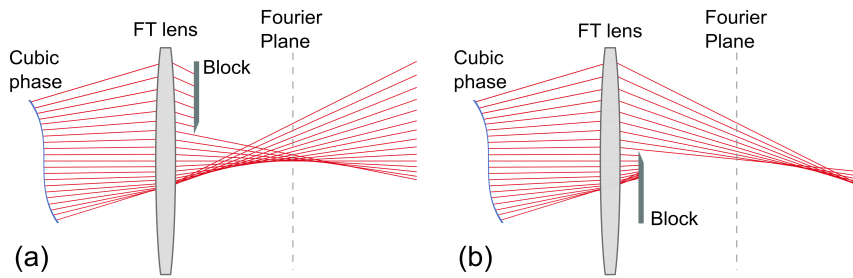 Cubic
phase
FT lens
Block
Fourier
Plane
(a)
Cubic
phase
FT lens
Block
Fourier
Plane
(b)